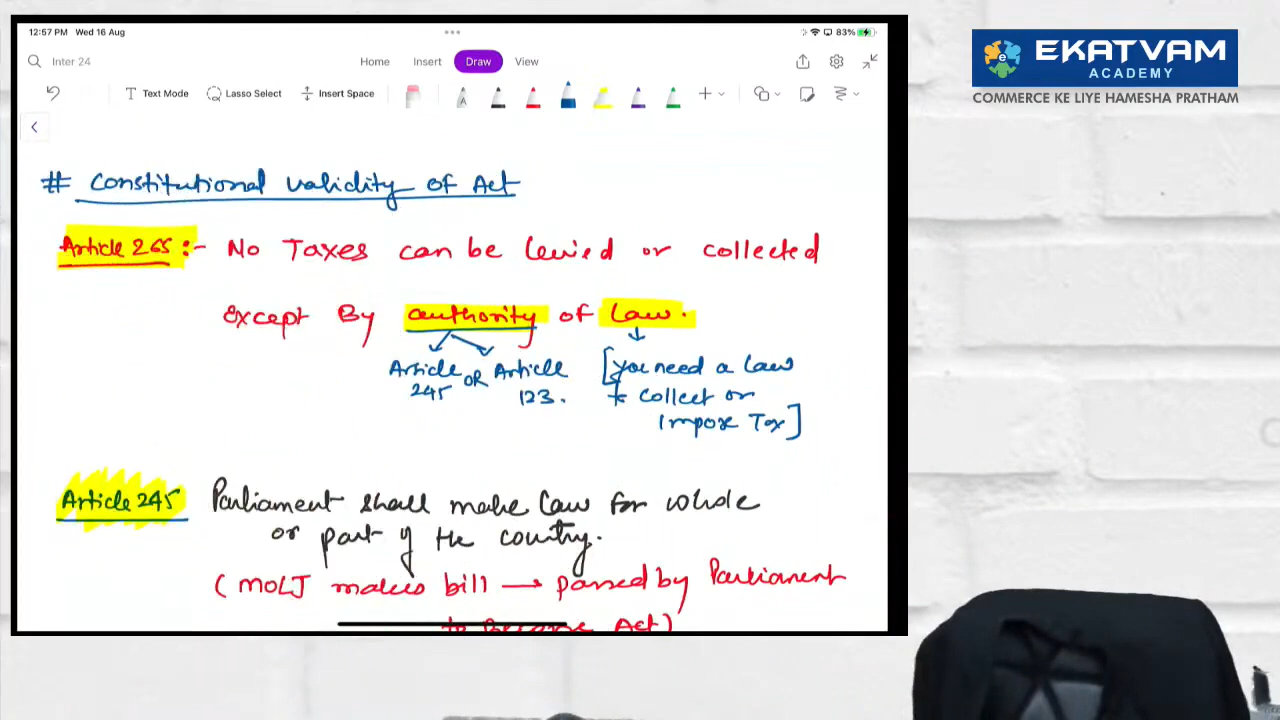 12:57 PM Wed 16 Aug
83%
Inter 24
Home Insert Draw View
Text Mode Lasso Select Insert Space
EKATVAM
ACADEMY
COMMERCE KE LIYE HAMESHA PRATHAM
# Constitutional validity of Act
Article 265 :- No Taxes can be levied or collected
Except By authority of law.
Article 245 OR Article 123.
[you need a law
to collect or
Impose Tax]
Article 245 Parliament shall make law for whole
or part of the country.
(MOLJ makes bill → passed by Parliament
to become Act)